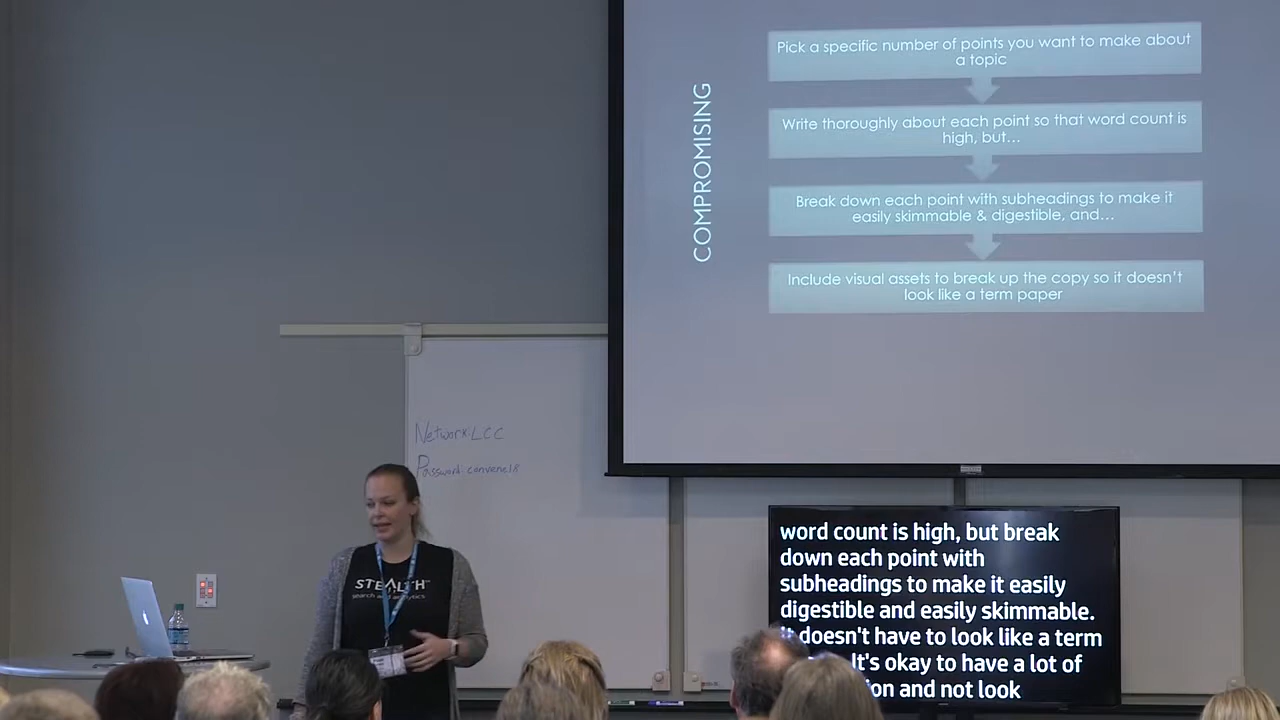 COMPROMISING
Pick a specific number of points you want to make about
a topic
Write thoroughly about each point so that word count is
high, but...
Break down each point with subheadings to make it
easily skimmable & digestible, and...
Include visual assets to break up the copy so it doesn't
look like a term paper
Network: LCC
Password:
STEALTH
search and analytics
word count is high, but break
down each point with
subheadings to make it easily
digestible and easily skimmable.
It doesn't have to look like a term
It's okay to have a lot of
and not look